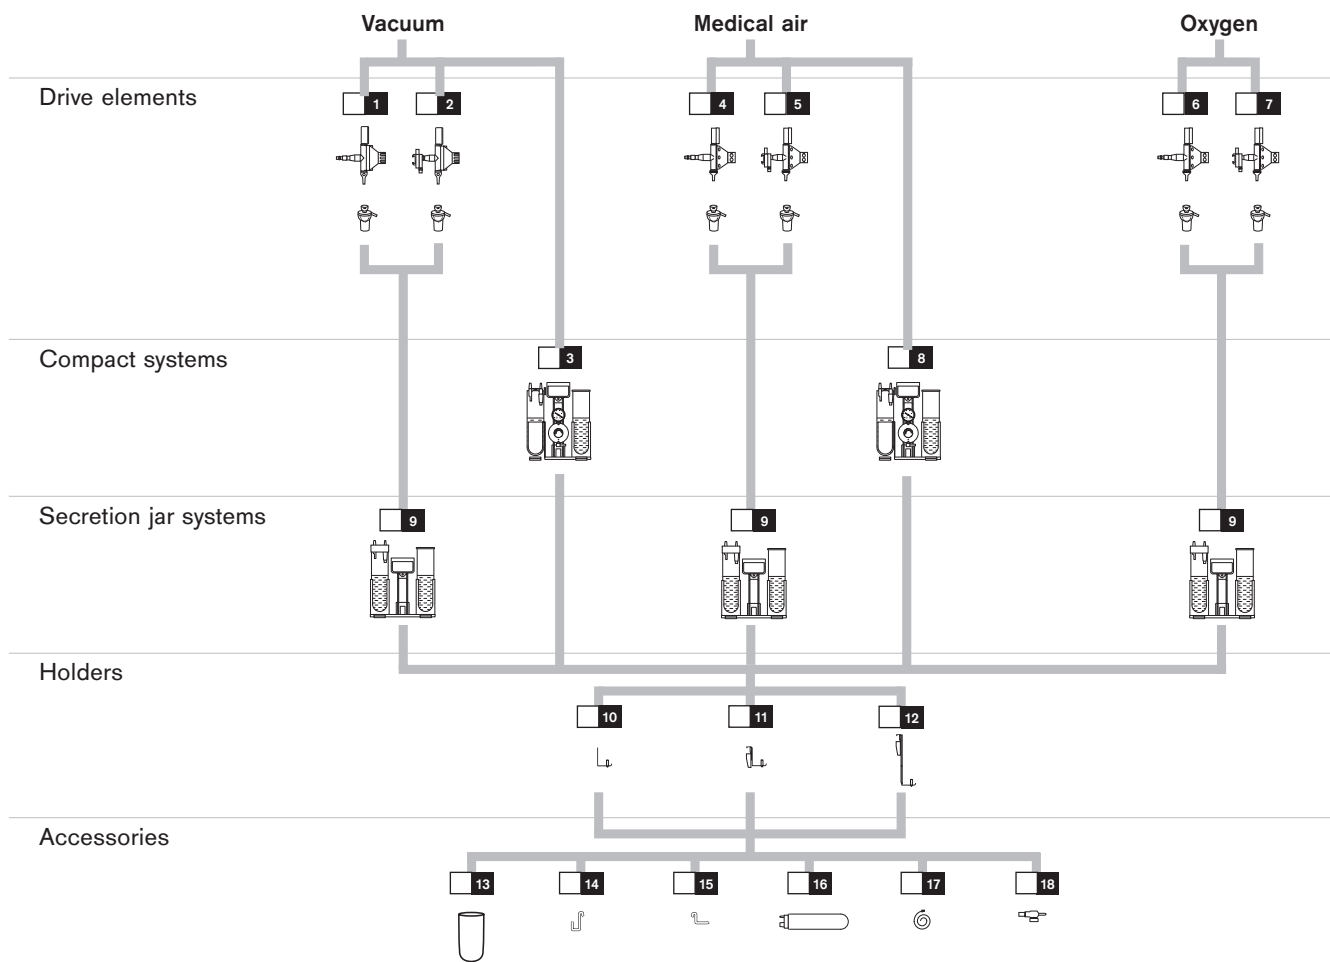 Vacuum Medical air Oxygen
Drive elements
1 2 4 5 6 7
Compact systems
3 8
Secretion jar systems
9 9 9
Holders
10 11 12
Accessories
13 14 15 16 17 18